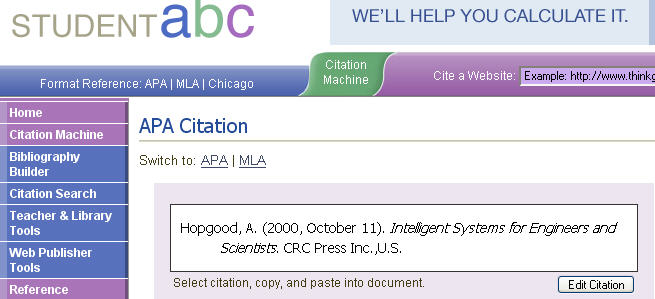 STUDENT abc
WE'LL HELP YOU CALCULATE IT.
Format Reference: APA | MLA | Chicago
Citation
Machine
Cite a Website: Example: http://www.think
Home
Citation Machine
Bibliography
Builder
Citation Search
Teacher & Library
Tools
Web Publisher
Tools
Reference
APA Citation
Switch to: APA | MLA
Hopgood, A. (2000, October 11). Intelligent Systems for Engineers and
Scientists. CRC Press Inc.,U.S.
Select citation, copy, and paste into document.
Edit Citation